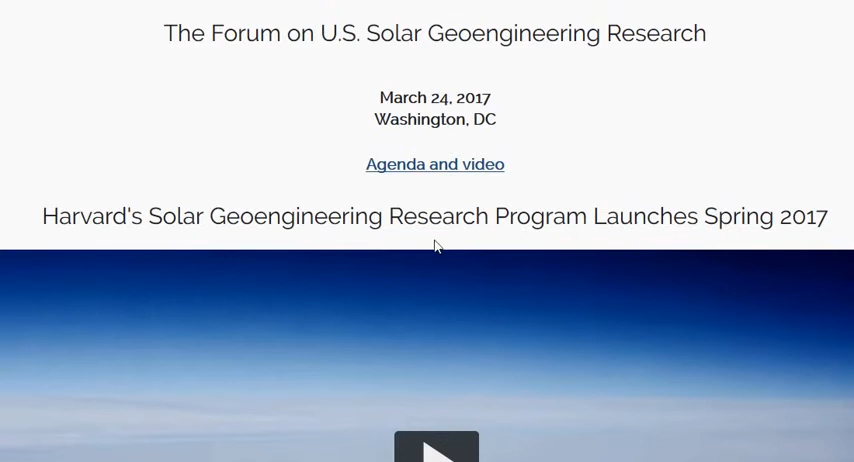 The Forum on U.S. Solar Geoengineering Research
March 24, 2017
Washington, DC
Agenda and video
Harvard's Solar Geoengineering Research Program Launches Spring 2017